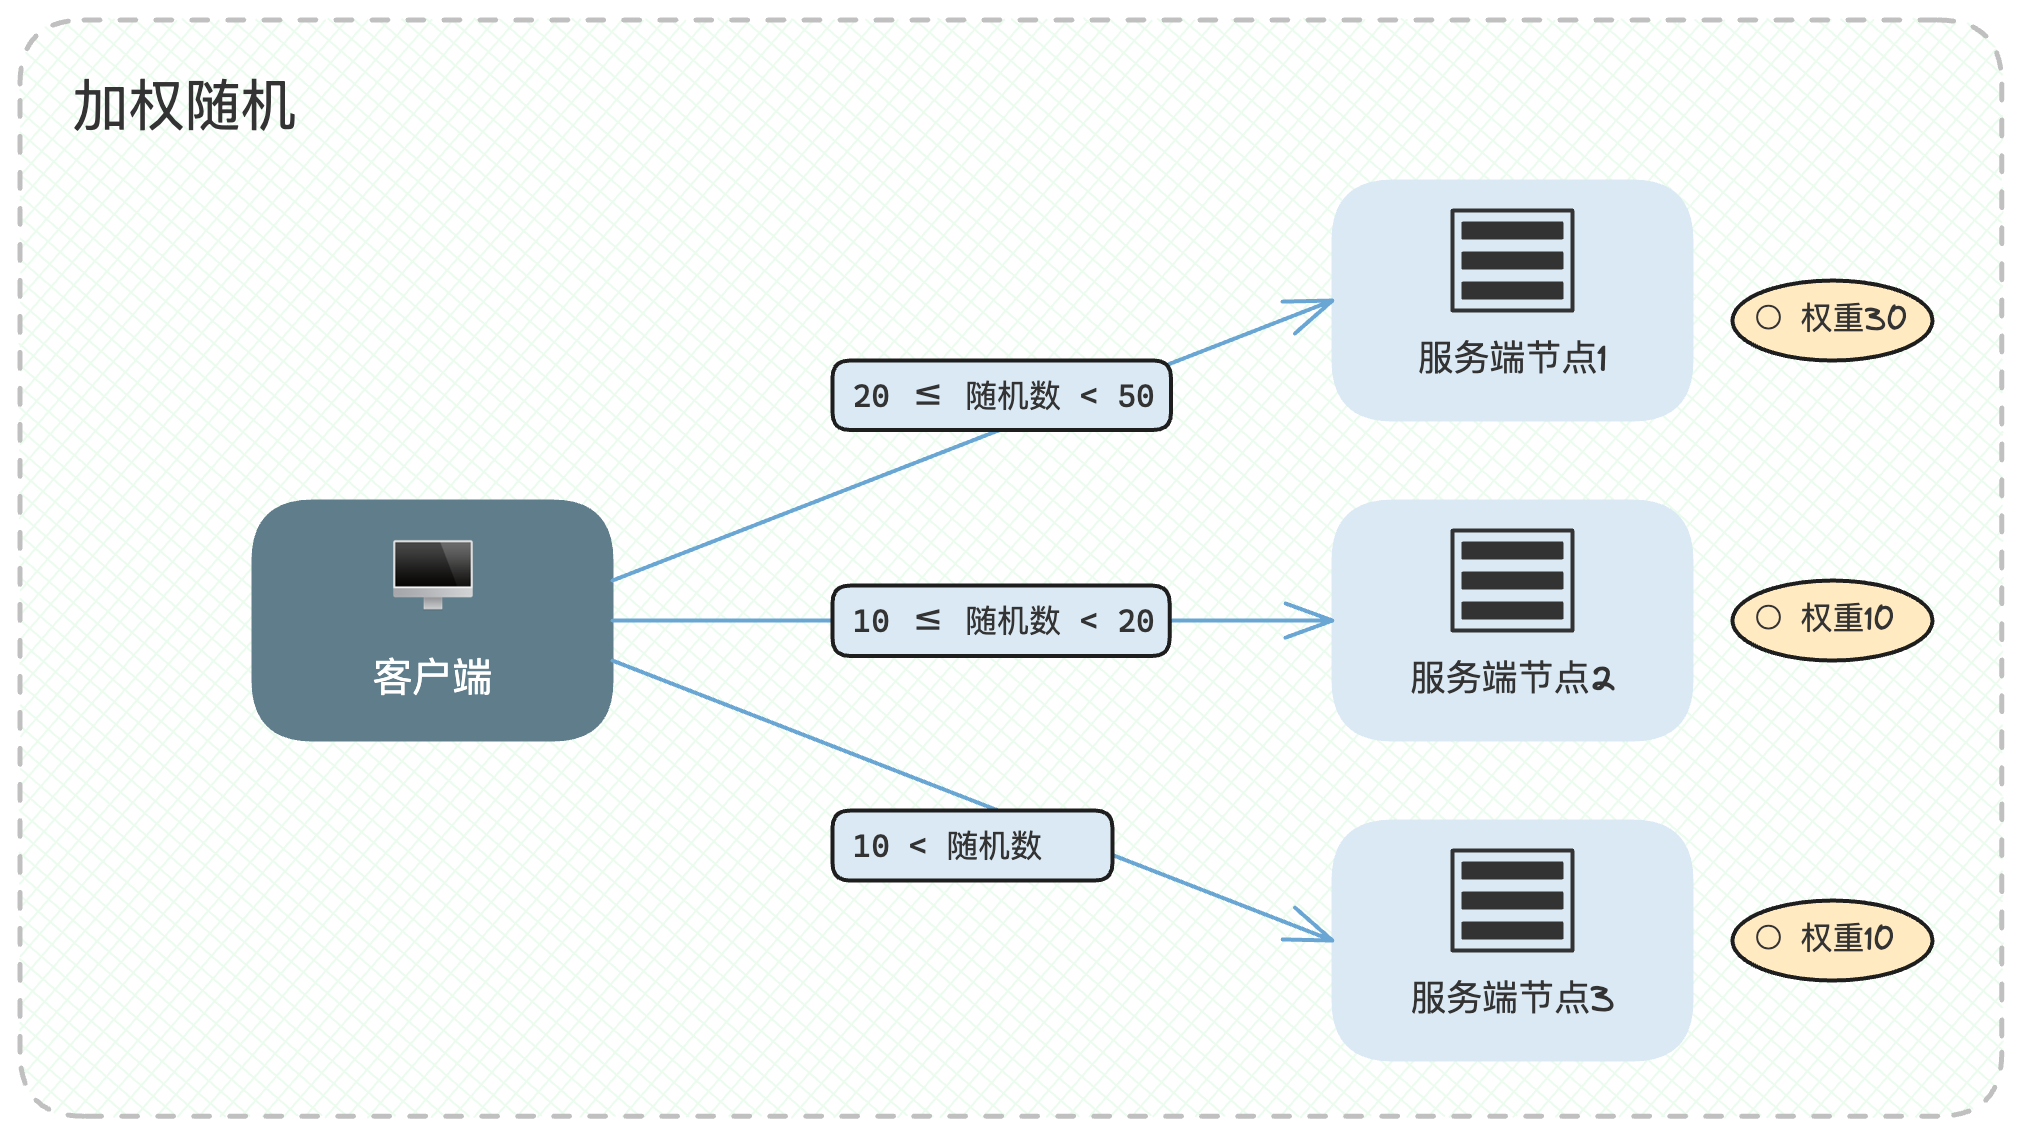 加权随机
服务端节点1
权重30
20 ≤ 随机数 < 50
客户端
10 ≤ 随机数 < 20
服务端节点2
权重10
10 < 随机数
服务端节点3
权重10